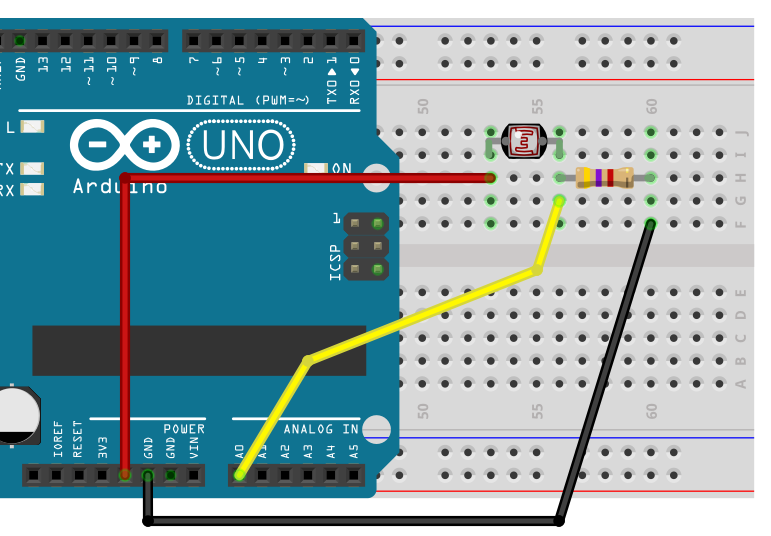 GND
13
12
~11
~10
~9
8
7
~6
~5
4
~3
2
TX0▶1
RX0◀0
DIGITAL (PWM=~)
50
55
60
J
I
H
G
F
L
TX
RX
UNO
ON
Arduino
1
ICSP
E
D
C
B
A
50
55
60
POWER
ANALOG IN
IOREF
RESET
3V3
GND
GND
VIN
A0
A1
A2
A3
A4
A5